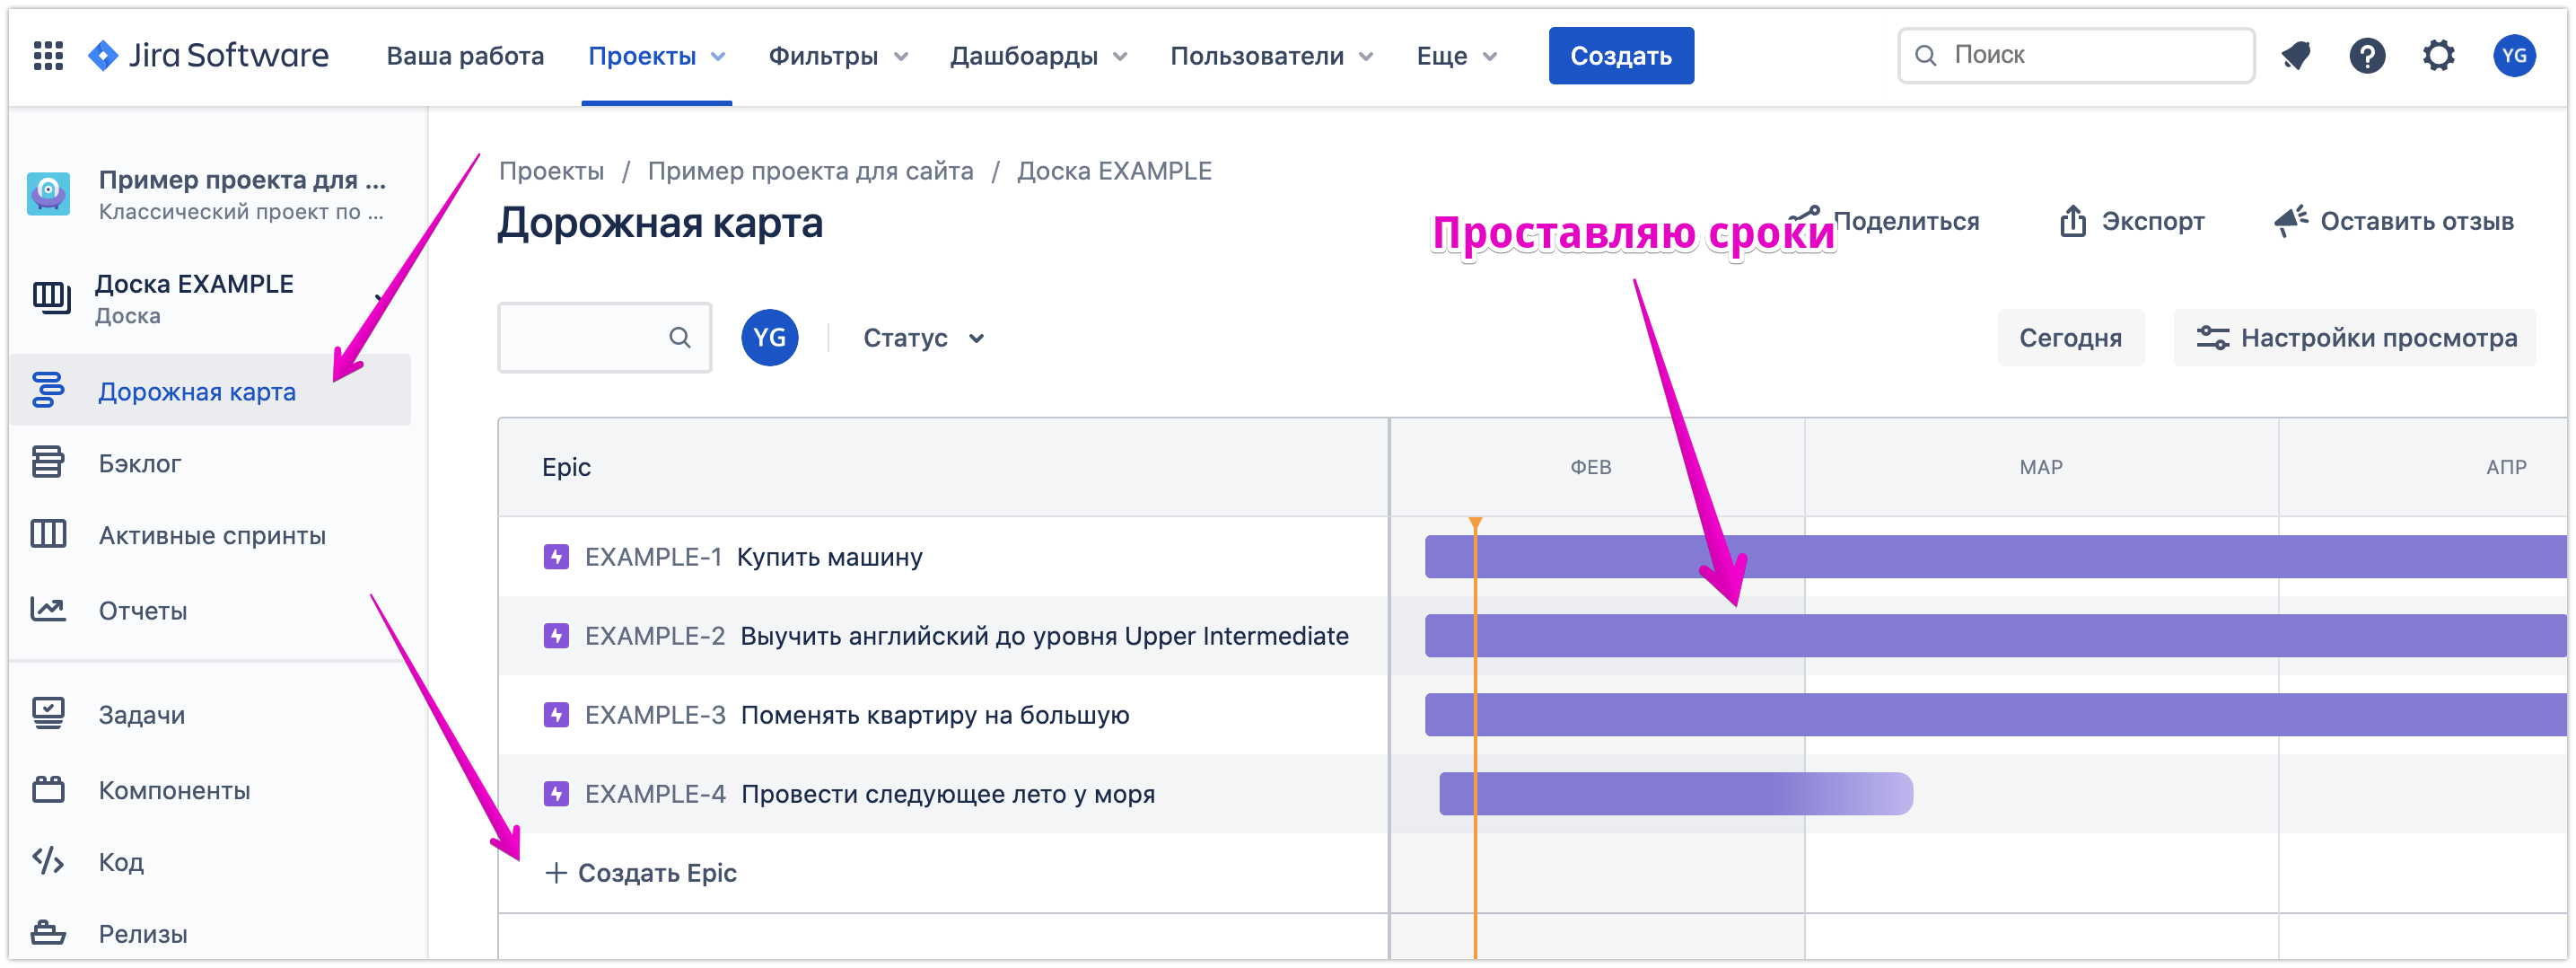 Jira Software Ваша работа Проекты Фильтры Дашборды Пользователи Еще Создать Поиск YG
Пример проекта для ...
Классический проект по ...
Доска EXAMPLE
Доска
Дорожная карта
Бэклог
Активные спринты
Отчеты
Задачи
Компоненты
Код
Релизы
Проекты / Пример проекта для сайта / Доска EXAMPLE
Дорожная карта
Проставляю сроки
Поделиться Экспорт Оставить отзыв
YG Статус Сегодня Настройки просмотра
Epic ФЕВ МАР АПР
EXAMPLE-1 Купить машину
EXAMPLE-2 Выучить английский до уровня Upper Intermediate
EXAMPLE-3 Поменять квартиру на большую
EXAMPLE-4 Провести следующее лето у моря
+ Создать Epic